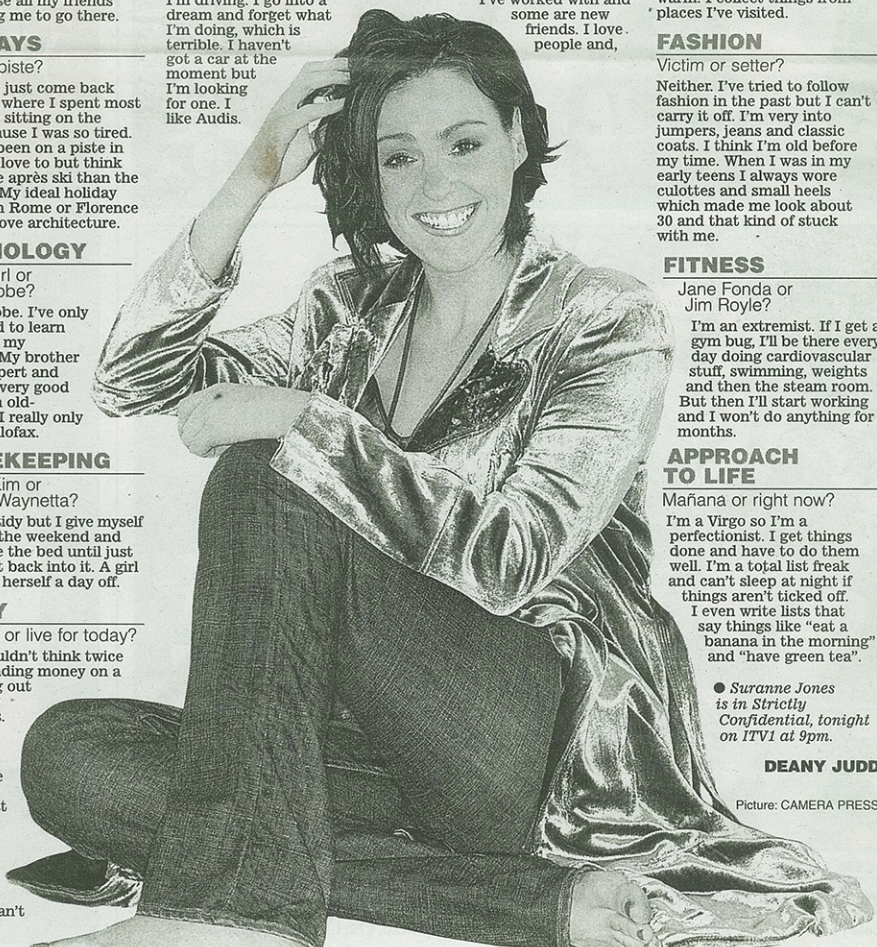 g me to go there.
AYS
piste?
just come back
where I spent most
sitting on the
ause I was so tired.
been on a piste in
love to but think
e après ski than the
My ideal holiday
n Rome or Florence
ove architecture.
NOLOGY
rl or
obe?
obe. I've only
d to learn
my
My brother
pert and
very good
n old-
I really only
lofax.
EKEEPING
Kim or
Waynetta?
tidy but I give myself
the weekend and
e the bed until just
t back into it. A girl
herself a day off.
Y
or live for today?
uldn't think twice
nding money on a
g out
s.
e
t
an't
I'm driving. I go into a
dream and forget what
I'm doing, which is
terrible. I haven't
got a car at the
moment but
I'm looking
for one. I
like Audis.
I've worked with and
some are new
friends. I love
people and,
warm. I collect things from
places I've visited.
FASHION
Victim or setter?
Neither. I've tried to follow
fashion in the past but I can't
carry it off. I'm very into
jumpers, jeans and classic
coats. I think I'm old before
my time. When I was in my
early teens I always wore
culottes and small heels
which made me look about
30 and that kind of stuck
with me.
FITNESS
Jane Fonda or
Jim Royle?
I'm an extremist. If I get a
gym bug, I'll be there every
day doing cardiovascular
stuff, swimming, weights
and then the steam room.
But then I'll start working
and I won't do anything for
months.
APPROACH
TO LIFE
Mañana or right now?
I'm a Virgo so I'm a
perfectionist. I get things
done and have to do them
well. I'm a total list freak
and can't sleep at night if
things aren't ticked off.
I even write lists that
say things like "eat a
banana in the morning"
and "have green tea".
● Suranne Jones
is in Strictly
Confidential, tonight
on ITV1 at 9pm.
DEANY JUDD
Picture: CAMERA PRESS